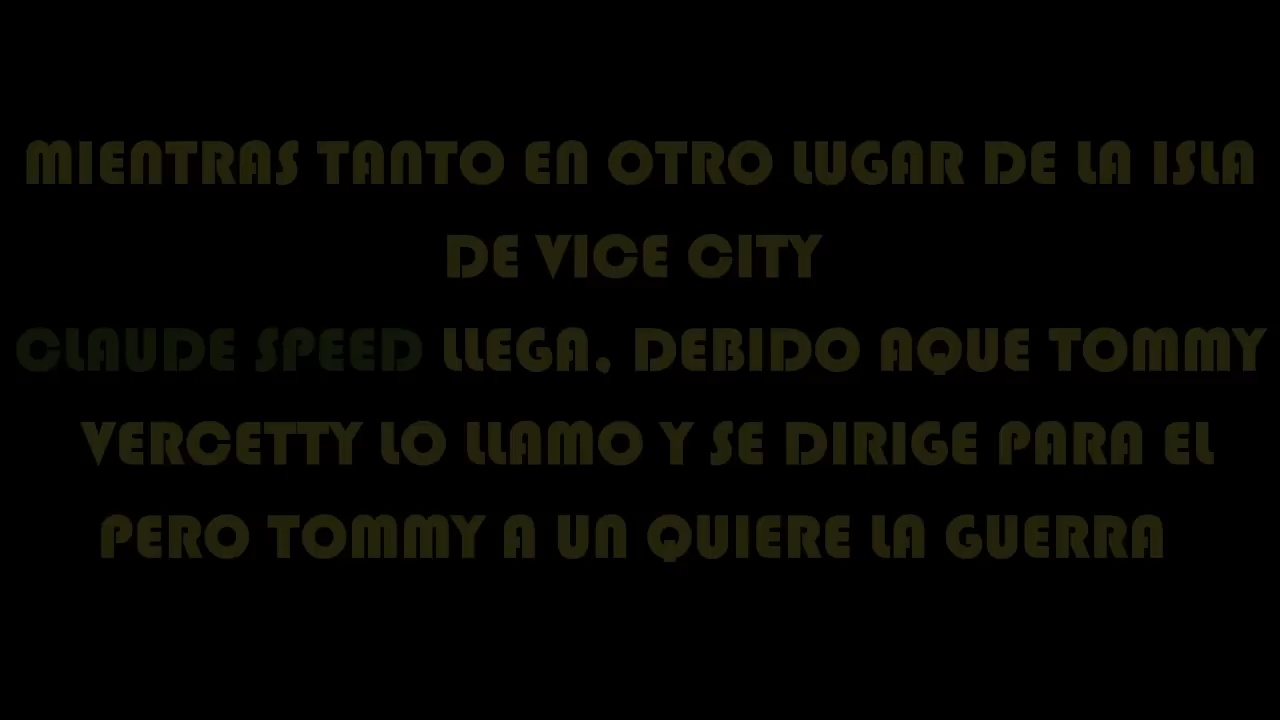 MIENTRAS TANTO EN OTRO LUGAR DE LA ISLA
DE VICE CITY
CLAUDE SPEED LLEGA, DEBIDO AQUE TOMMY
VERCETTY LO LLAMO Y SE DIRIGE PARA EL
PERO TOMMY A UN QUIERE LA GUERRA